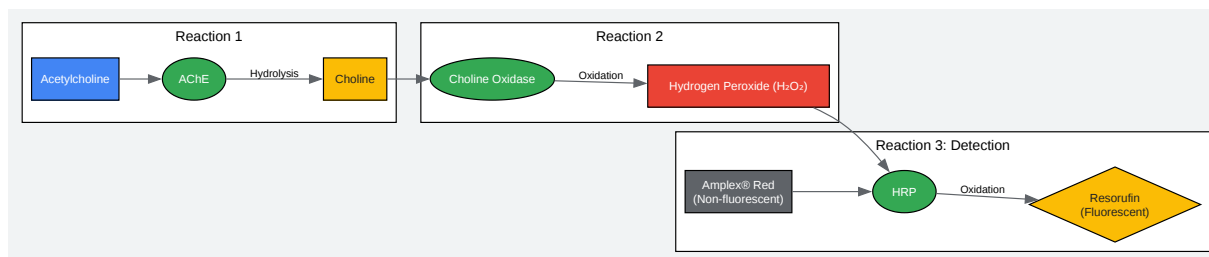 Reaction 1
Acetylcholine
AChE
Hydrolysis
Choline
Reaction 2
Choline Oxidase
Oxidation
Hydrogen Peroxide (H₂O₂)
Reaction 3: Detection
Amplex® Red
(Non-fluorescent)
HRP
Oxidation
Resorufin
(Fluorescent)